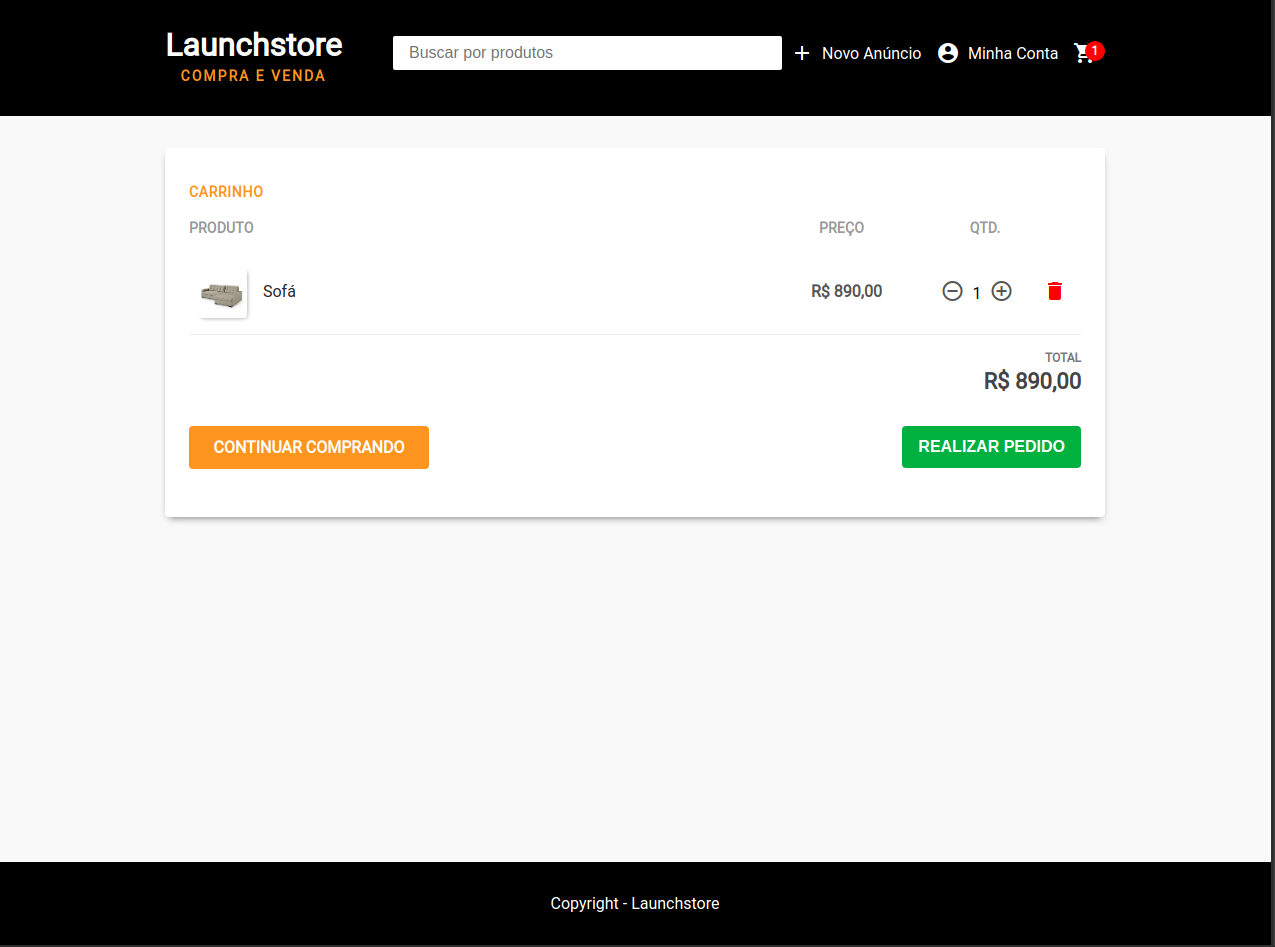 Launchstore
COMPRA E VENDA
Buscar por produtos
Novo Anúncio
Minha Conta
1
CARRINHO
PRODUTO PREÇO QTD.
Sofá R$ 890,00 1
TOTAL
R$ 890,00
CONTINUAR COMPRANDO
REALIZAR PEDIDO
Copyright - Launchstore